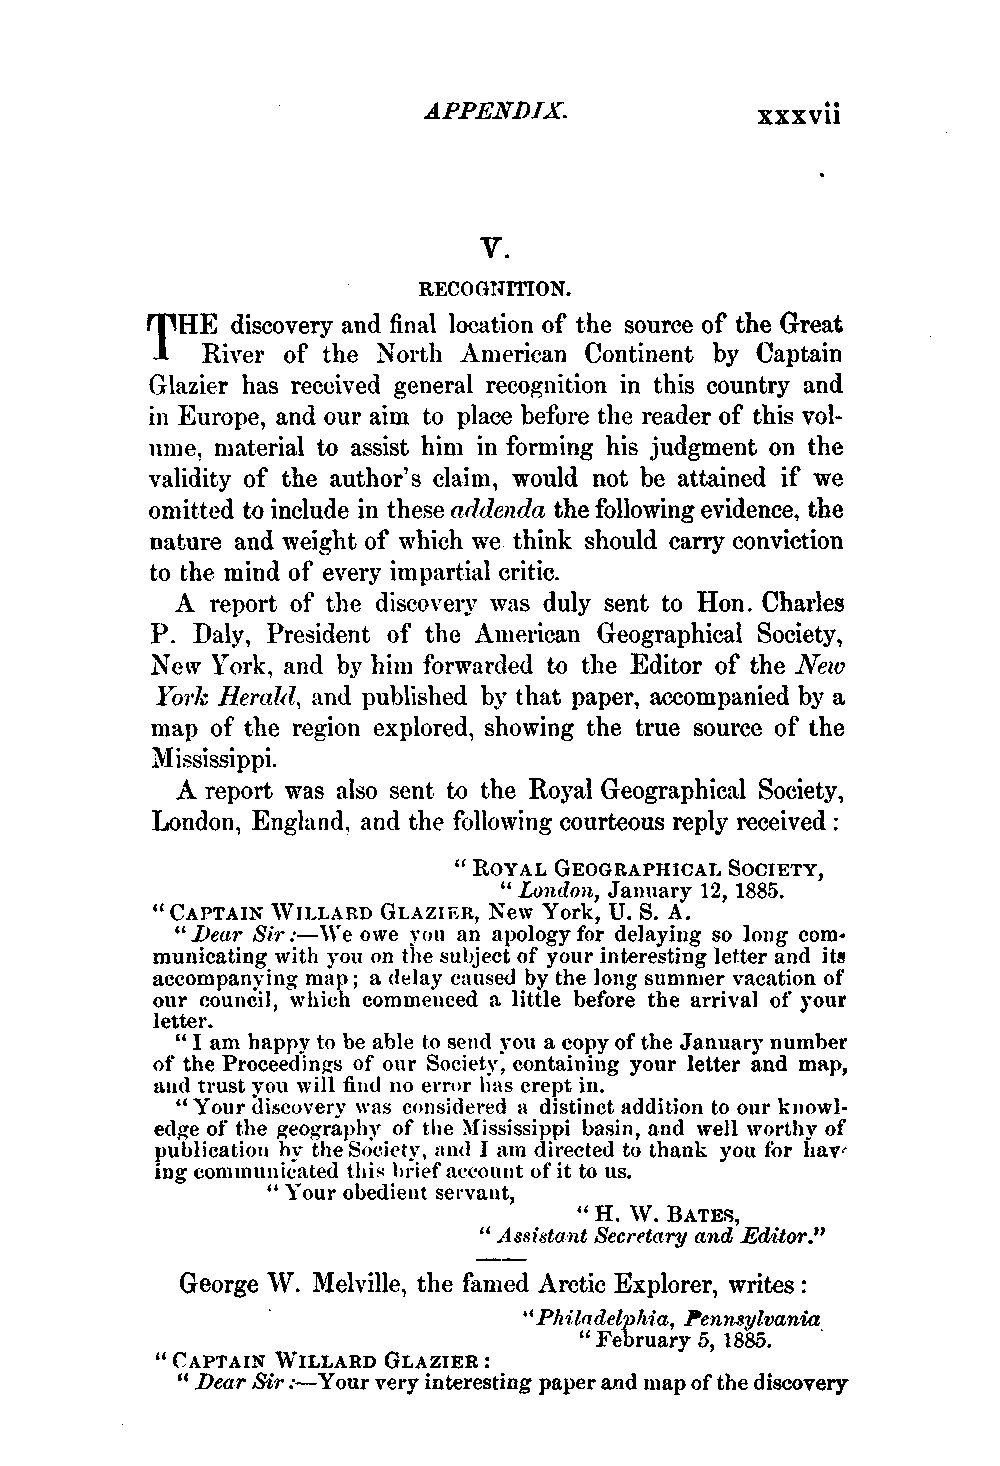 APPENDIX. xxxvii
V.
RECOGNITION.
THE discovery and final location of the source of the Great
River of the North American Continent by Captain
Glazier has received general recognition in this country and
in Europe, and our aim to place before the reader of this vol-
ume, material to assist him in forming his judgment on the
validity of the author's claim, would not be attained if we
omitted to include in these addenda the following evidence, the
nature and weight of which we think should carry conviction
to the mind of every impartial critic.
A report of the discovery was duly sent to Hon. Charles
P. Daly, President of the American Geographical Society,
New York, and by him forwarded to the Editor of the New
York Herald, and published by that paper, accompanied by a
map of the region explored, showing the true source of the
Mississippi.
A report was also sent to the Royal Geographical Society,
London, England, and the following courteous reply received:
"ROYAL GEOGRAPHICAL SOCIETY,
"London, January 12, 1885.
"CAPTAIN WILLARD GLAZIER, New York, U. S. A.
"Dear Sir:—We owe you an apology for delaying so long com-
municating with you on the subject of your interesting letter and its
accompanying map; a delay caused by the long summer vacation of
our council, which commenced a little before the arrival of your
letter.
"I am happy to be able to send you a copy of the January number
of the Proceedings of our Society, containing your letter and map,
and trust you will find no error has crept in.
"Your discovery was considered a distinct addition to our knowl-
edge of the geography of the Mississippi basin, and well worthy of
publication by the Society, and I am directed to thank you for hav-
ing communicated this brief account of it to us.
"Your obedient servant,
"H. W. BATES,
"Assistant Secretary and Editor."
George W. Melville, the famed Arctic Explorer, writes:
"Philadelphia, Pennsylvania
"February 5, 1885.
"CAPTAIN WILLARD GLAZIER:
"Dear Sir:—Your very interesting paper and map of the discovery